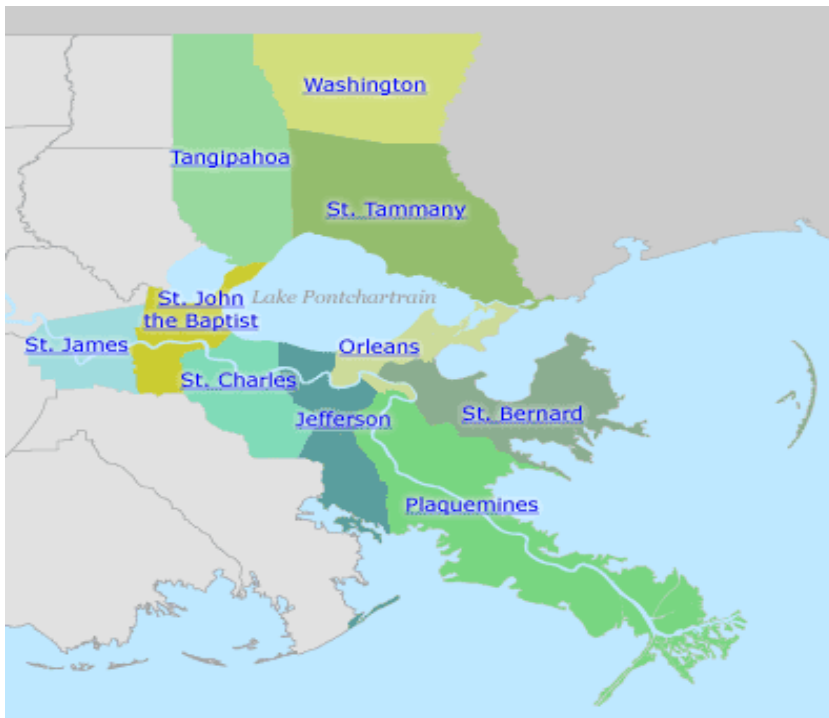 Washington
Tangipahoa
St. Tammany
St. John
the Baptist
Lake Pontchartrain
St. James
Orleans
St. Charles
Jefferson
St. Bernard
Plaquemines